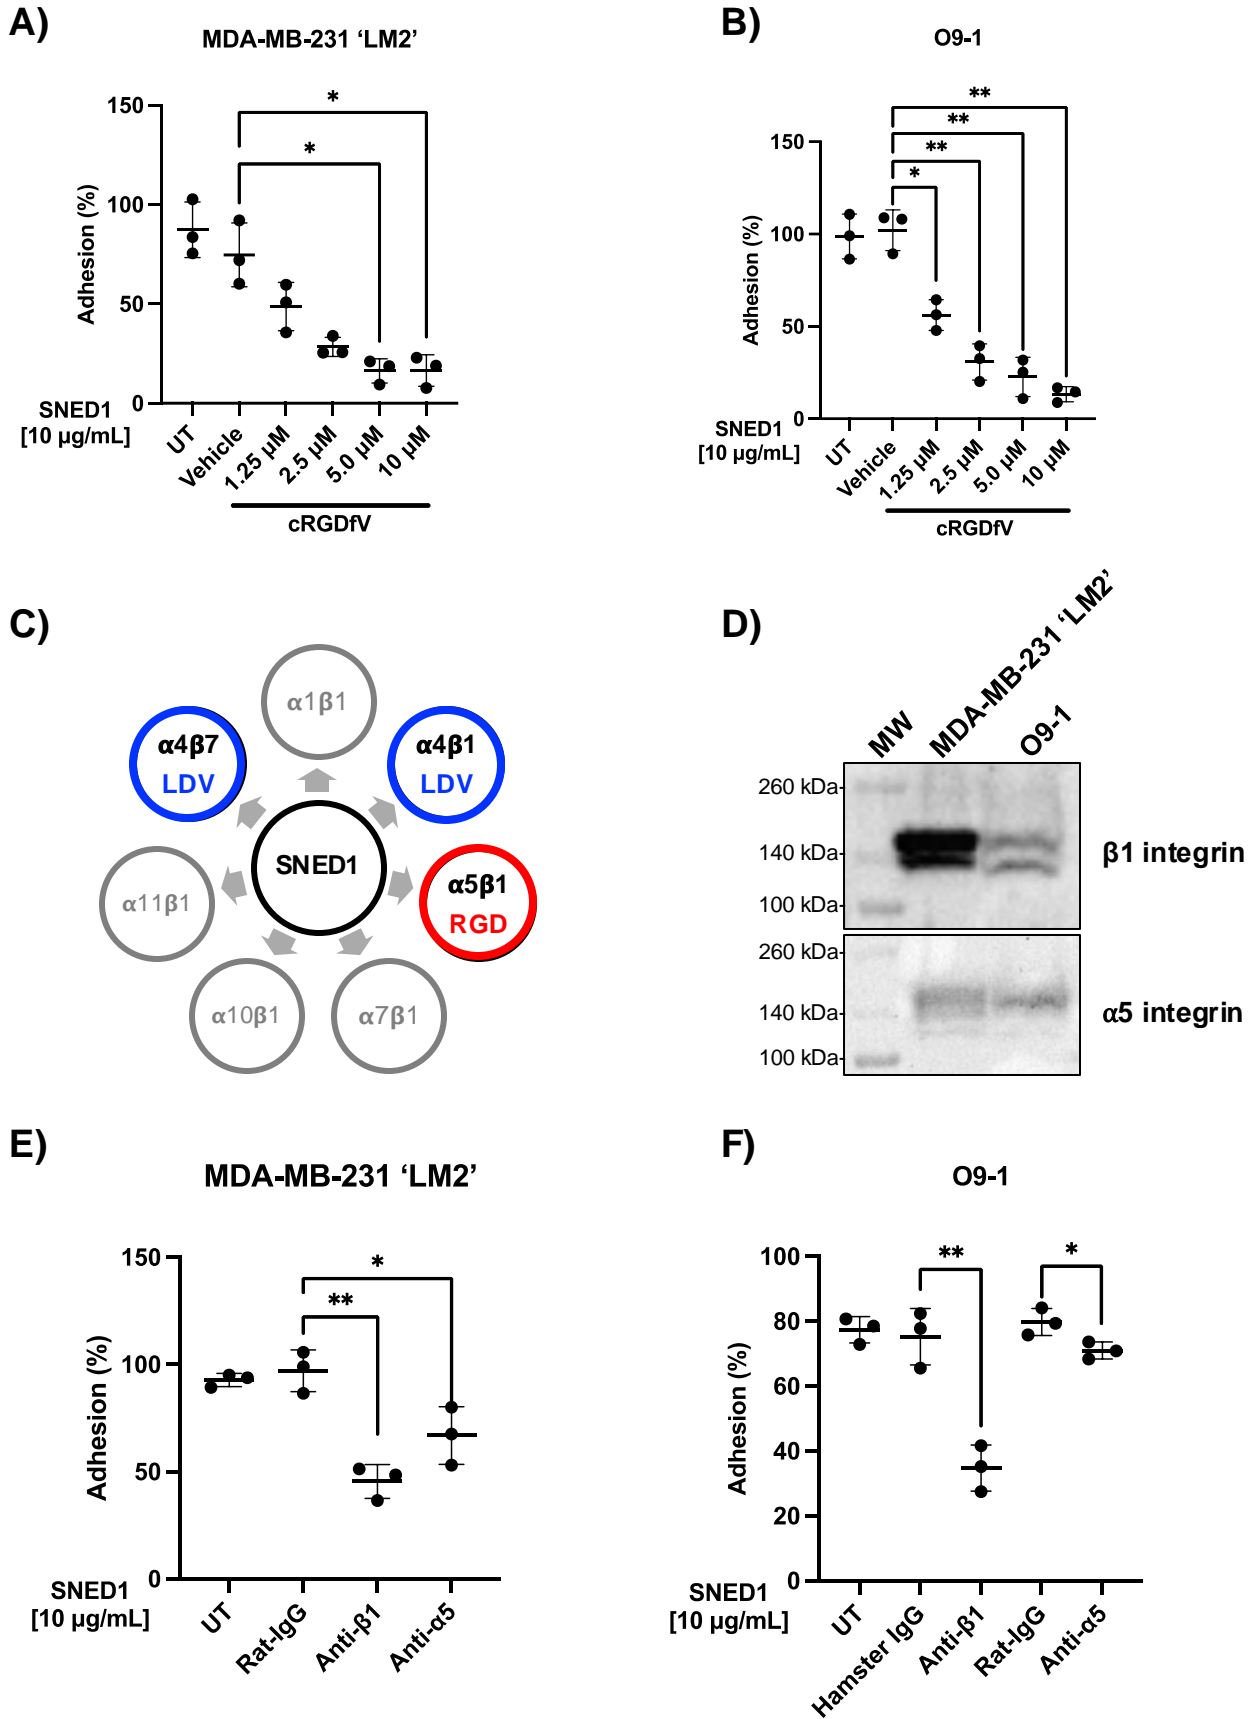 A)
MDA-MB-231 ‘LM2’
*
*
150
100
50
0
Adhesion (%)
SNED1
[10 µg/mL]
UT
Vehicle
1.25 µM
2.5 µM
5.0 µM
10 µM
cRGDfV
B)
O9-1
**
**
**
*
150
100
50
0
Adhesion (%)
SNED1
[10 µg/mL]
UT
Vehicle
1.25 µM
2.5 µM
5.0 µM
10 µM
cRGDfV
C)
α1β1
α4β7
LDV
α4β1
LDV
SNED1
α11β1
α5β1
RGD
α10β1
α7β1
D)
MW
MDA-MB-231 ‘LM2’
O9-1
260 kDa
140 kDa
100 kDa
β1 integrin
260 kDa
140 kDa
100 kDa
α5 integrin
E)
MDA-MB-231 ‘LM2’
*
**
150
100
50
0
Adhesion (%)
SNED1
[10 µg/mL]
UT
Rat-IgG
Anti-β1
Anti-α5
F)
O9-1
**
*
100
80
60
40
20
0
Adhesion (%)
SNED1
[10 µg/mL]
UT
Hamster IgG
Anti-β1
Rat-IgG
Anti-α5